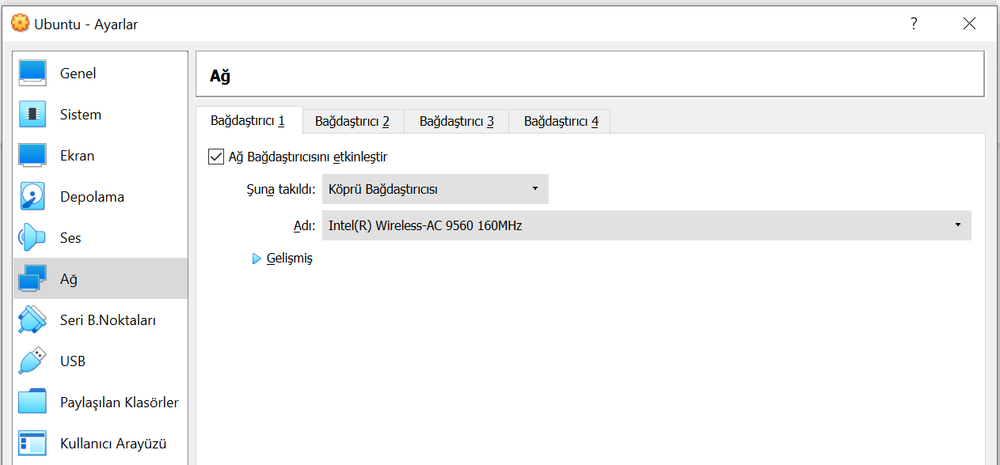 Ubuntu - Ayarlar
?
Genel
Sistem
Ekran
Depolama
Ses
Ağ
Seri B.Noktaları
USB
Paylaşılan Klasörler
Kullanıcı Arayüzü
Ağ
Bağdaştırıcı 1 Bağdaştırıcı 2 Bağdaştırıcı 3 Bağdaştırıcı 4
Ağ Bağdaştırıcısını etkinleştir
Şuna takıldı: Köprü Bağdaştırıcısı
Adı: Intel(R) Wireless-AC 9560 160MHz
Gelişmiş